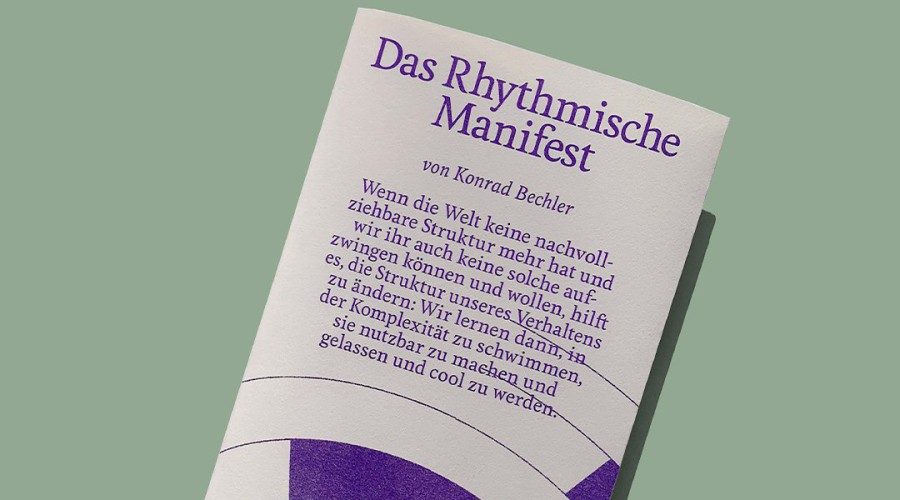 Das Rhythmische
Manifest
von Konrad Bechler
Wenn die Welt keine nachvoll-
ziehbare Struktur mehr hat und
wir ihr auch keine solche auf-
zwingen können und wollen, hilft
es, die Struktur unseres Verhaltens
zu ändern: Wir lernen dann, in
der Komplexität zu schwimmen,
sie nutzbar zu machen und
gelassen und cool zu werden.